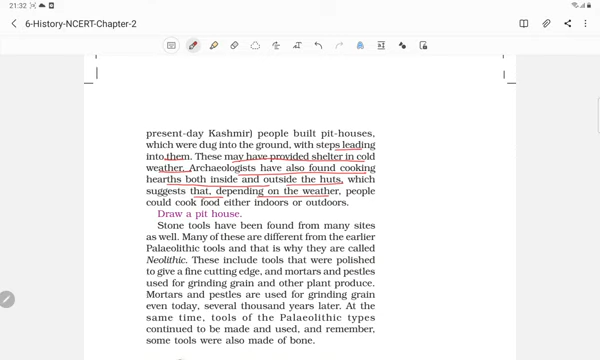 21:32
85%
6-History-NCERT-Chapter-2
present-day Kashmir) people built pit-houses,
which were dug into the ground, with steps leading
into them. These may have provided shelter in cold
weather. Archaeologists have also found cooking
hearths both inside and outside the huts, which
suggests that, depending on the weather, people
could cook food either indoors or outdoors.
Draw a pit house.
Stone tools have been found from many sites
as well. Many of these are different from the earlier
Palaeolithic tools and that is why they are called
Neolithic. These include tools that were polished
to give a fine cutting edge, and mortars and pestles
used for grinding grain and other plant produce.
Mortars and pestles are used for grinding grain
even today, several thousand years later. At the
same time, tools of the Palaeolithic types
continued to be made and used, and remember,
some tools were also made of bone.